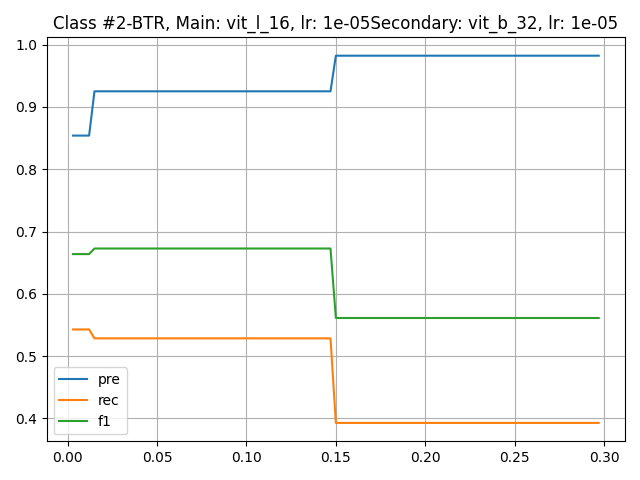 Class #2-BTR, Main: vit_l_16, lr: 1e-05Secondary: vit_b_32, lr: 1e-05
1.0
0.9
0.8
0.7
0.6
0.5
0.4
pre
rec
f1
0.00 0.05 0.10 0.15 0.20 0.25 0.30